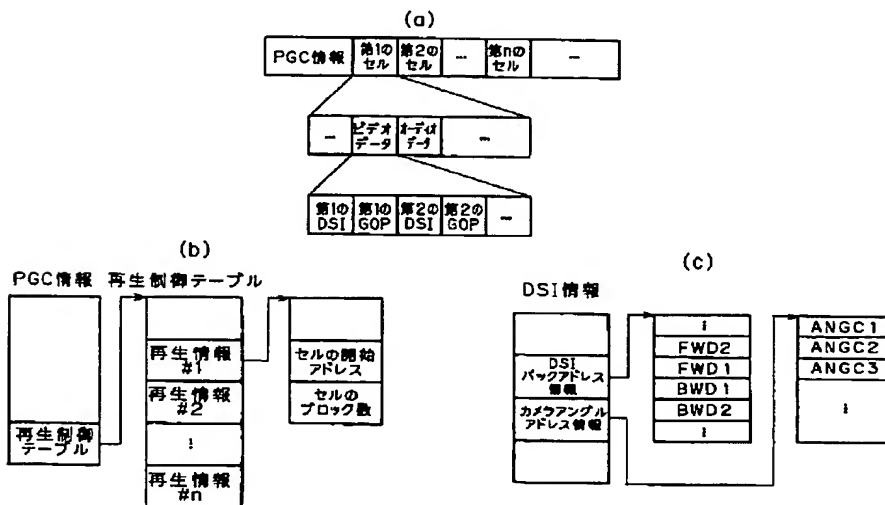 (a)
PGC情報
第1の
セル
第2の
セル
…
第nの
セル
…
…
ビデオ
データ
オーディオ
データ
…
第1の
DSI
第1の
GOP
第2の
DSI
第2の
GOP
…
(b)
PGC情報
再生制御
テーブル
再生制御テーブル
再生情報
#1
再生情報
#2
⋮
再生情報
#n
セルの開始
アドレス
セルの
ブロック数
(c)
DSI情報
DSI
パックアドレス
情報
カメラアングル
アドレス情報
⋮
FWD2
FWD1
BWD1
BWD2
⋮
ANGC1
ANGC2
ANGC3
⋮